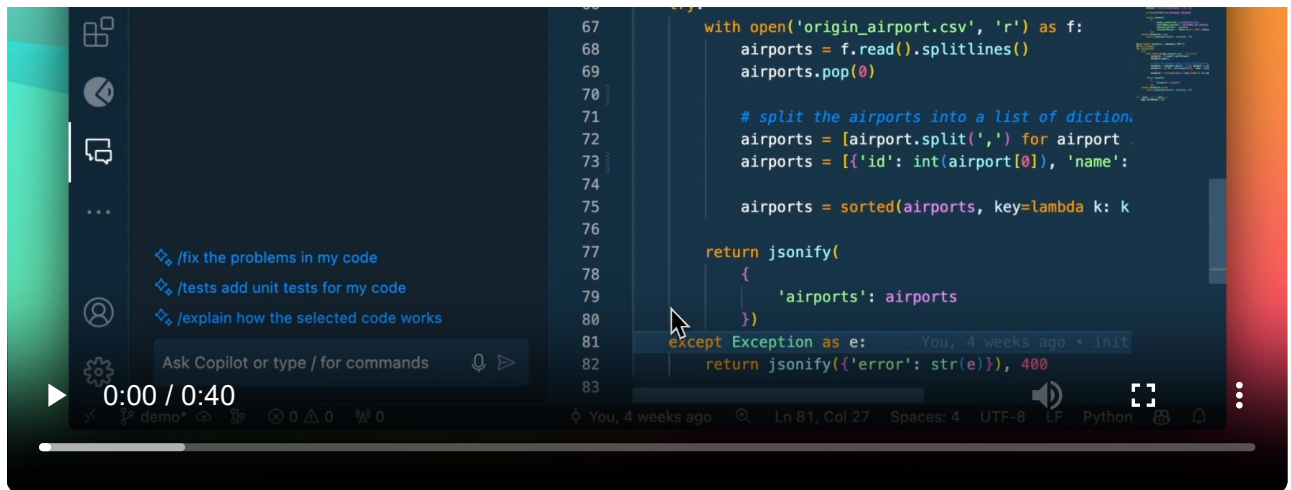 /fix the problems in my code
/tests add unit tests for my code
/explain how the selected code works
Ask Copilot or type / for commands
67 with open('origin_airport.csv', 'r') as f:
68 airports = f.read().splitlines()
69 airports.pop(0)
70
71 # split the airports into a list of diction
72 airports = [airport.split(',') for airport
73 airports = [{'id': int(airport[0]), 'name':
74
75 airports = sorted(airports, key=lambda k: k
76
77 return jsonify(
78 {
79 'airports': airports
80 })
81 except Exception as e: You, 4 weeks ago • init
82 return jsonify({'error': str(e)}), 400
83
0:00 / 0:40
demo* 0 0 0 You, 4 weeks ago Ln 81, Col 27 Spaces: 4 UTF-8 LF Python